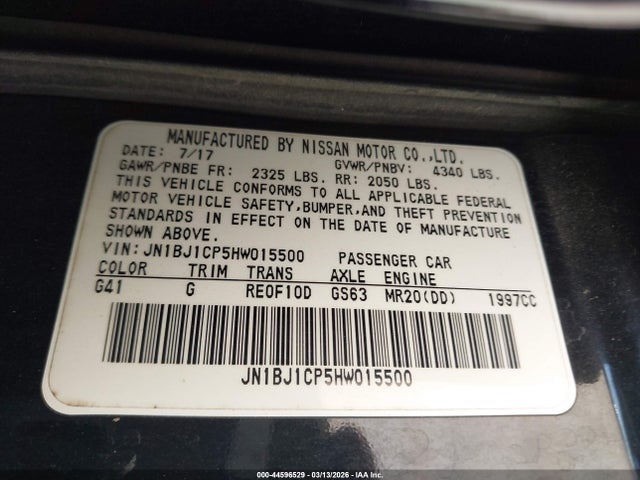 MANUFACTURED BY NISSAN MOTOR CO.,LTD.
DATE: 7/17 GVWR/PNBV: 4340 LBS.
GAWR/PNBE FR: 2325 LBS. RR: 2050 LBS.
THIS VEHICLE CONFORMS TO ALL APPLICABLE FEDERAL
MOTOR VEHICLE SAFETY,BUMPER,AND THEFT PREVENTION
STANDARDS IN EFFECT ON THE DATE OF MANUFACTURE
SHOWN ABOVE.
VIN:JN1BJ1CP5HW015500 PASSENGER CAR
COLOR TRIM TRANS AXLE ENGINE
G41 G RE0F10D GS63 MR20(DD) 1997CC
JN1BJ1CP5HW015500
000-44596529 - 03/13/2026 - IAA Inc.